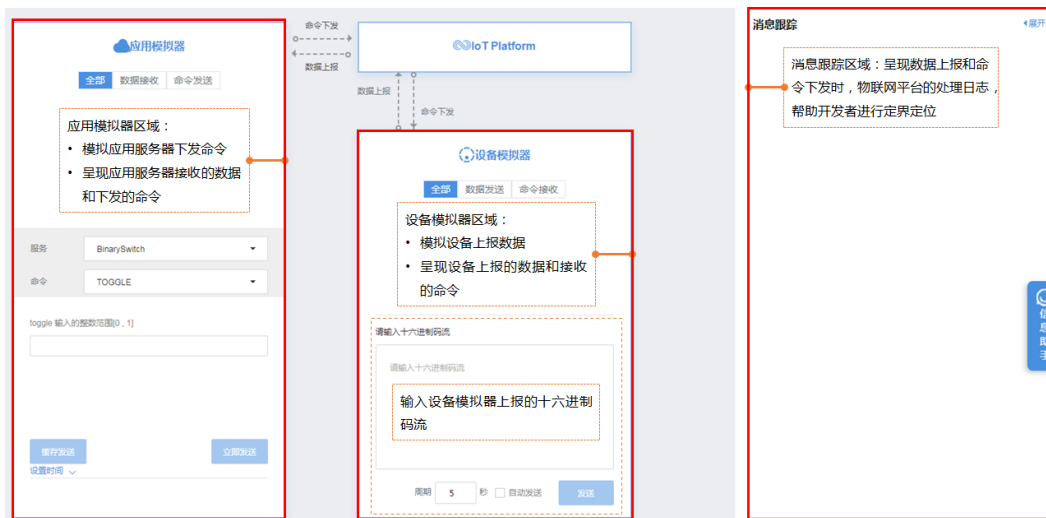 应用模拟器
全部 数据接收 命令发送
应用模拟器区域：
• 模拟应用服务器下发命令
• 呈现应用服务器接收的数据
和下发的命令
服务 BinarySwitch
命令 TOGGLE
toggle 输入的整数范围[0 , 1]
缓存发送 立即发送
设置时间
命令下发
数据上报
IoT Platform
数据上报
命令下发
设备模拟器
全部 数据发送 命令接收
设备模拟器区域：
• 模拟设备上报数据
• 呈现设备上报的数据和接收
的命令
请输入十六进制码流
请输入十六进制码流
输入设备模拟器上报的十六进制
码流
周期 5 秒 自动发送 发送
消息跟踪 展开
消息跟踪区域：呈现数据上报和命
令下发时，物联网平台的处理日志，
帮助开发者进行定界定位
信
息
助
手